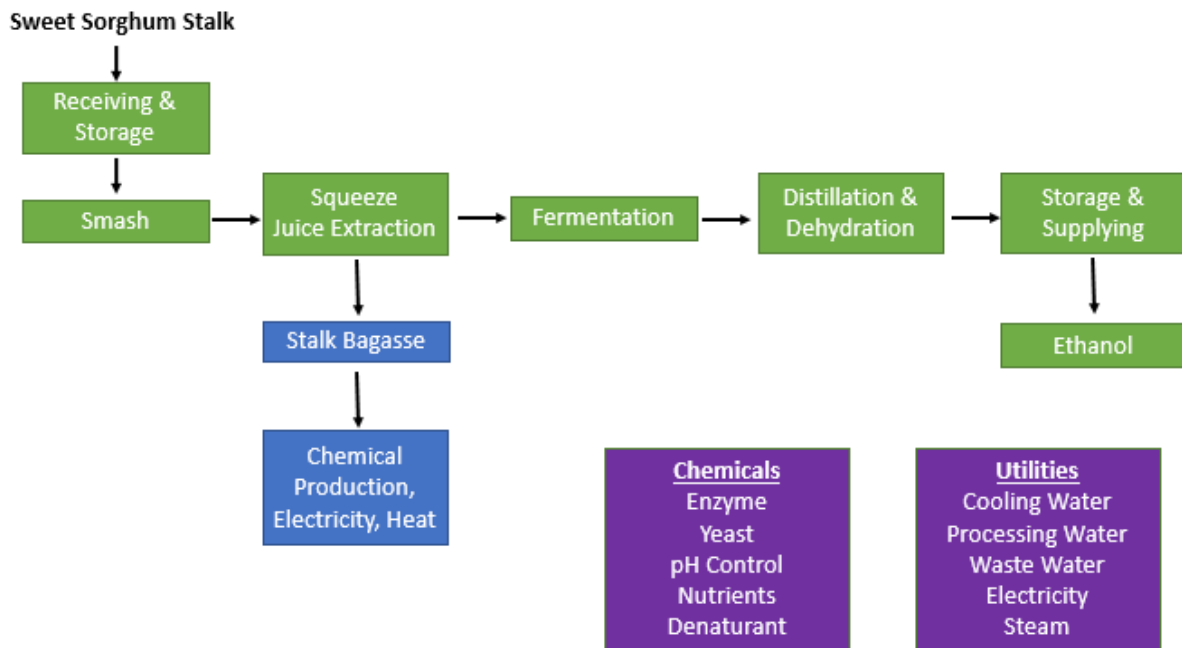 Sweet Sorghum Stalk
Receiving &
Storage
Smash
Squeeze
Juice Extraction
Fermentation
Distillation &
Dehydration
Storage &
Supplying
Stalk Bagasse
Ethanol
Chemical
Production,
Electricity, Heat
Chemicals
Enzyme
Yeast
pH Control
Nutrients
Denaturant
Utilities
Cooling Water
Processing Water
Waste Water
Electricity
Steam